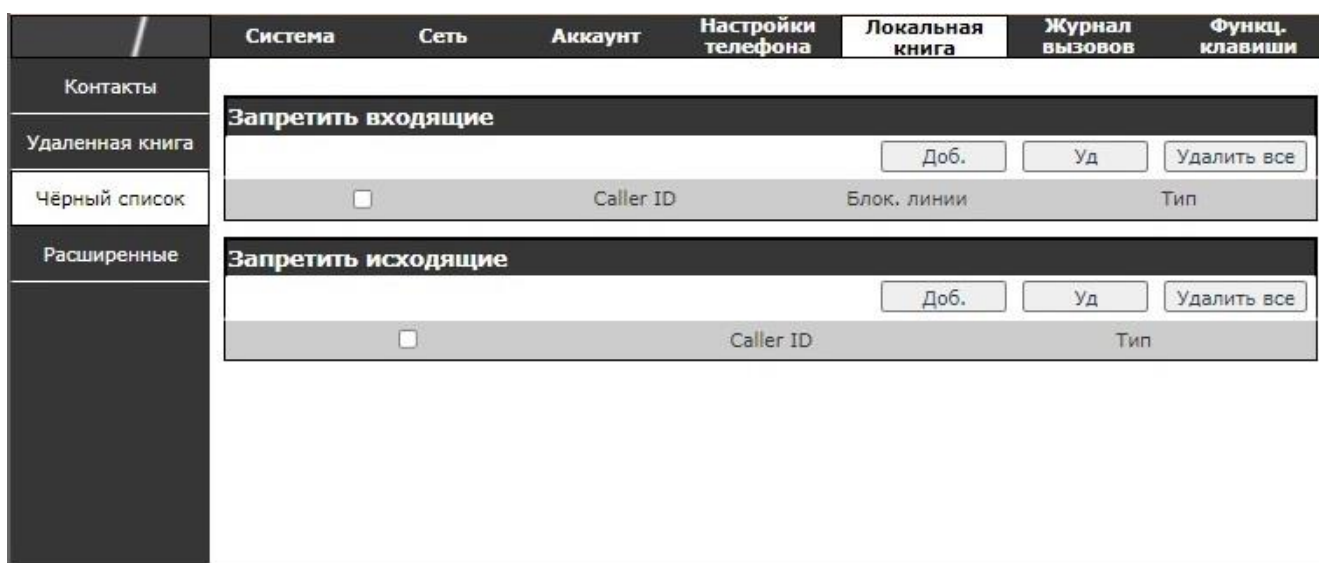 Система Сеть Аккаунт Настройки телефона Локальная книга Журнал вызовов Функц. клавиши
Контакты
Удаленная книга
Чёрный список
Расширенные
Запретить входящие
Доб. Уд Удалить все
Caller ID Блок. линии Тип
Запретить исходящие
Доб. Уд Удалить все
Caller ID Тип